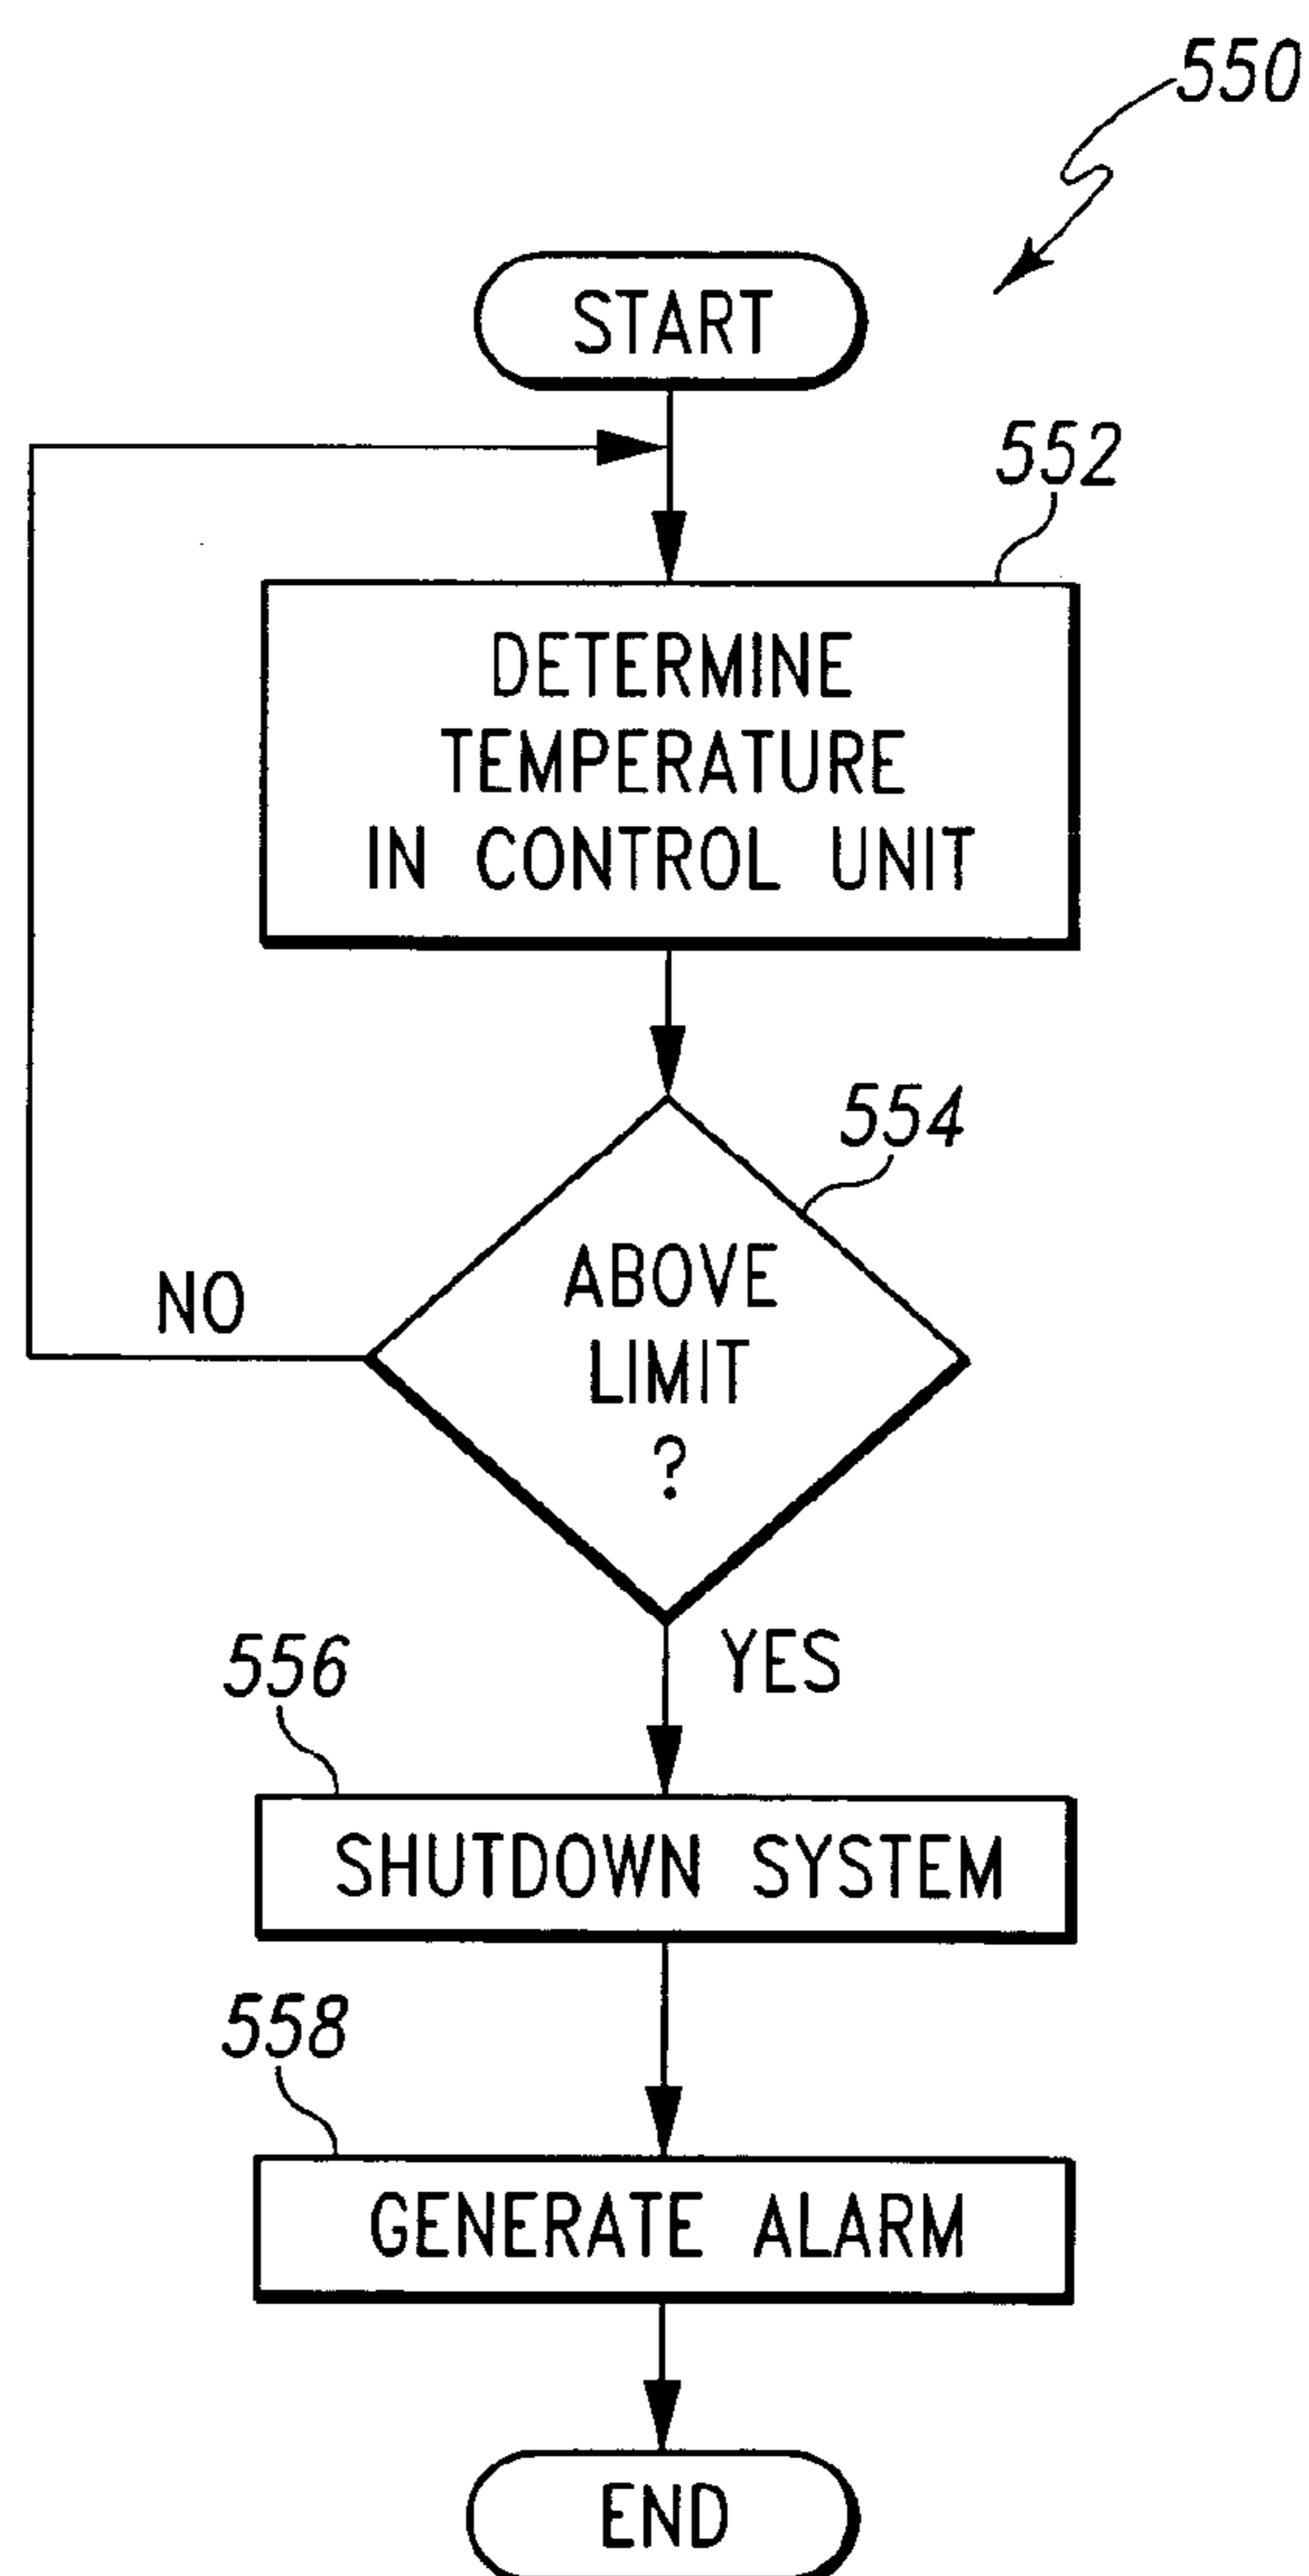 550
START
552
DETERMINE
TEMPERATURE
IN CONTROL UNIT
554
ABOVE
LIMIT
?
NO
YES
556
SHUTDOWN SYSTEM
558
GENERATE ALARM
END